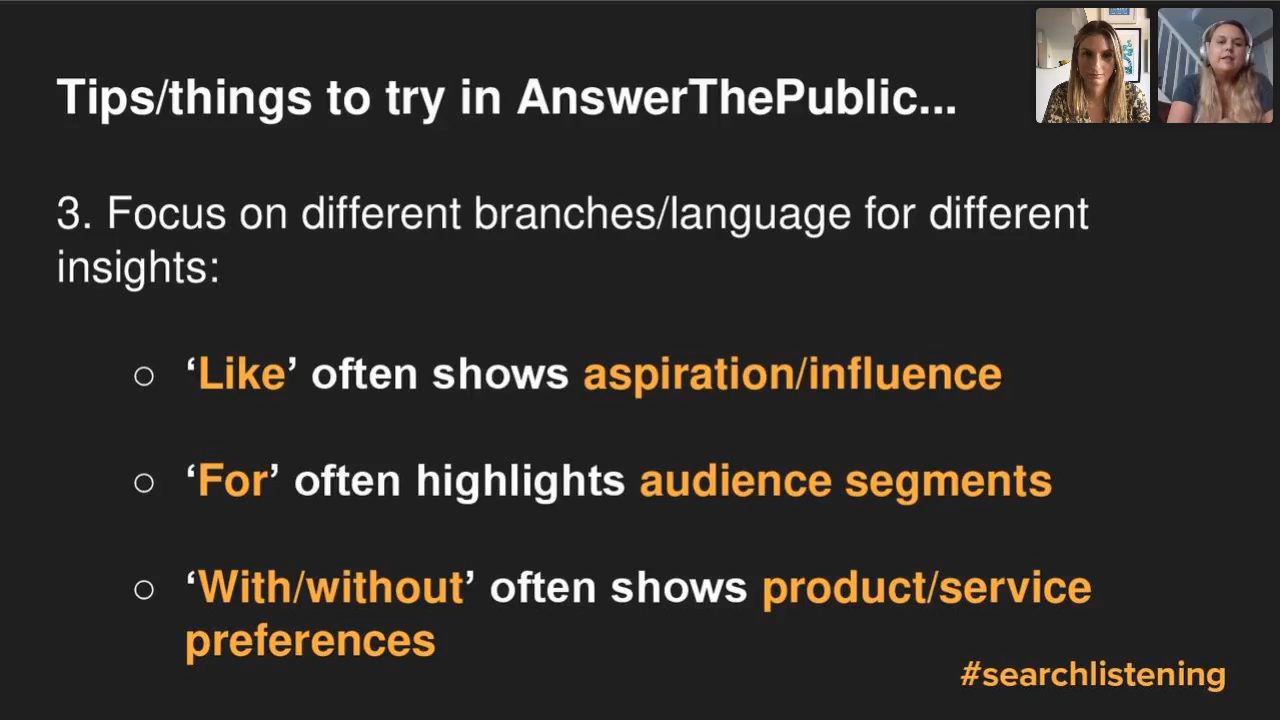 Tips/things to try in AnswerThePublic...
3. Focus on different branches/language for different
insights:
○ ‘Like’ often shows aspiration/influence
○ ‘For’ often highlights audience segments
○ ‘With/without’ often shows product/service
preferences
#searchlistening